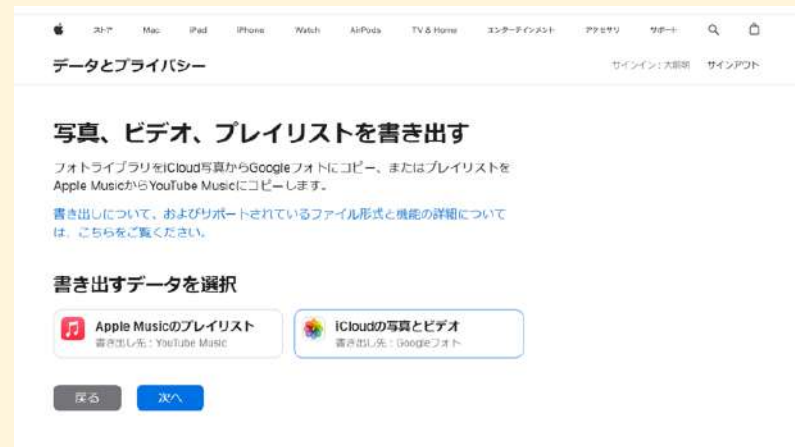 ストア Mac iPad iPhone Watch AirPods TV & Home エンターテインメント アクセサリ サポート
データとプライバシー
サインイン：大 サインアウト
写真、ビデオ、プレイリストを書き出す
フォトライブラリをiCloud写真からGoogleフォトにコピー、またはプレイリストを
Apple MusicからYouTube Musicにコピーします。
書き出しについて、およびサポートされているファイル形式と機能の詳細について
は、こちらをご覧ください。
書き出すデータを選択
Apple Musicのプレイリスト
書き出し先：YouTube Music
iCloudの写真とビデオ
書き出し先：Googleフォト
戻る 次へ